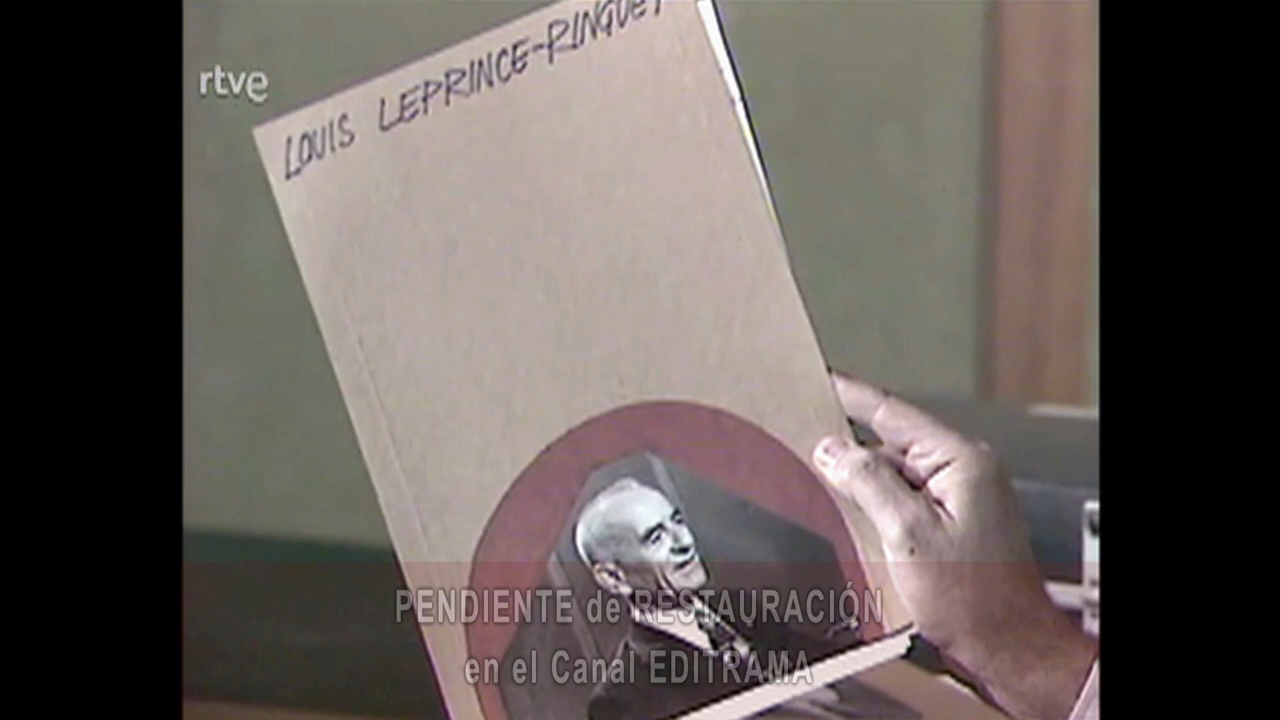 rtve
LOUIS LEPRINCE-RINGUET
PENDIENTE de RESTAURACIÓN
en el Canal EDITRAMA